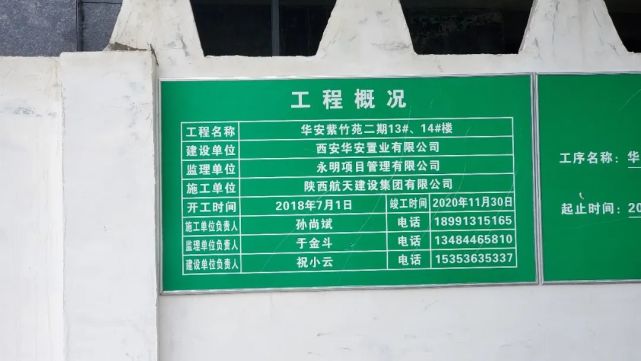 工程概况
工程名称 华安紫竹苑二期13#、14#楼
建设单位 西安华安置业有限公司
监理单位 永明项目管理有限公司
施工单位 陕西航天建设集团有限公司
开工时间 2018年7月1日 竣工时间 2020年11月30日
施工单位负责人 孙尚斌 电话 18991315165
监理单位负责人 于金斗 电话 13484465810
建设单位负责人 祝小云 电话 15353635337
工序名称：华
起止时间：20